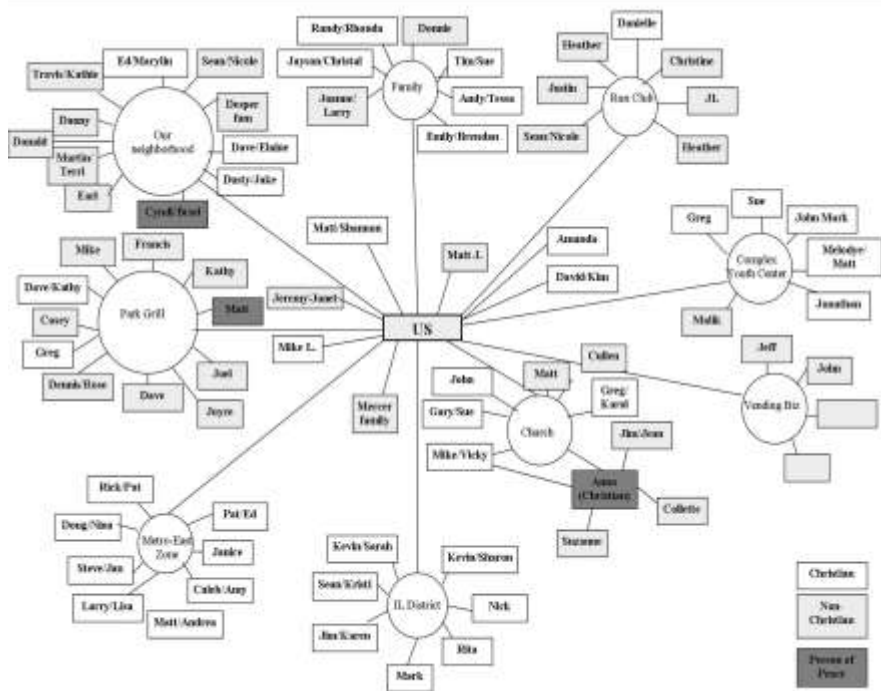 Ed/Marylin
Sean/Nicole
Travis/Kathie
Danny
Donald
Our
neighborhood
Desper
fam
Dave/Elaine
Martin/
Terri
Earl
Dusty/Jake
Cyndi/Brad
Randy/Rhonda
Donnie
Jayson/Christal
Tim/Sue
Family
Joanne/
Larry
Andy/Tessa
Emily/Brendan
Danielle
Heather
Christine
Justin
Run Club
JL
Sean/Nicole
Heather
Matt/Shannon
Matt J.
Amanda
David/Kim
Jeremy/Janet
US
Mike L.
Mercer
family
Sue
Greg
John Mark
Complex
Youth Center
Melodye/
Matt
Malik
Jonathan
Francis
Mike
Kathy
Dave/Kathy
Park Grill
Matt
Casey
Greg
Dennis/Rose
Dave
Joel
Joyce
Cullen
Matt
John
Greg/
Karol
Gary/Sue
Church
Jim/Jean
Mike/Vicky
Anna
(Christian)
Collette
Suzanne
Jeff
John
Vending Biz
Rick/Pat
Doug/Nina
Pat/Ed
Metro-East
Zone
Janice
Steve/Jan
Caleb/Amy
Larry/Lisa
Matt/Andrea
Kevin/Sarah
Kevin/Sharon
Sean/Kristi
IL District
Nick
Jim/Karen
Rita
Mark
Christian
Non-
Christian
Person of
Peace